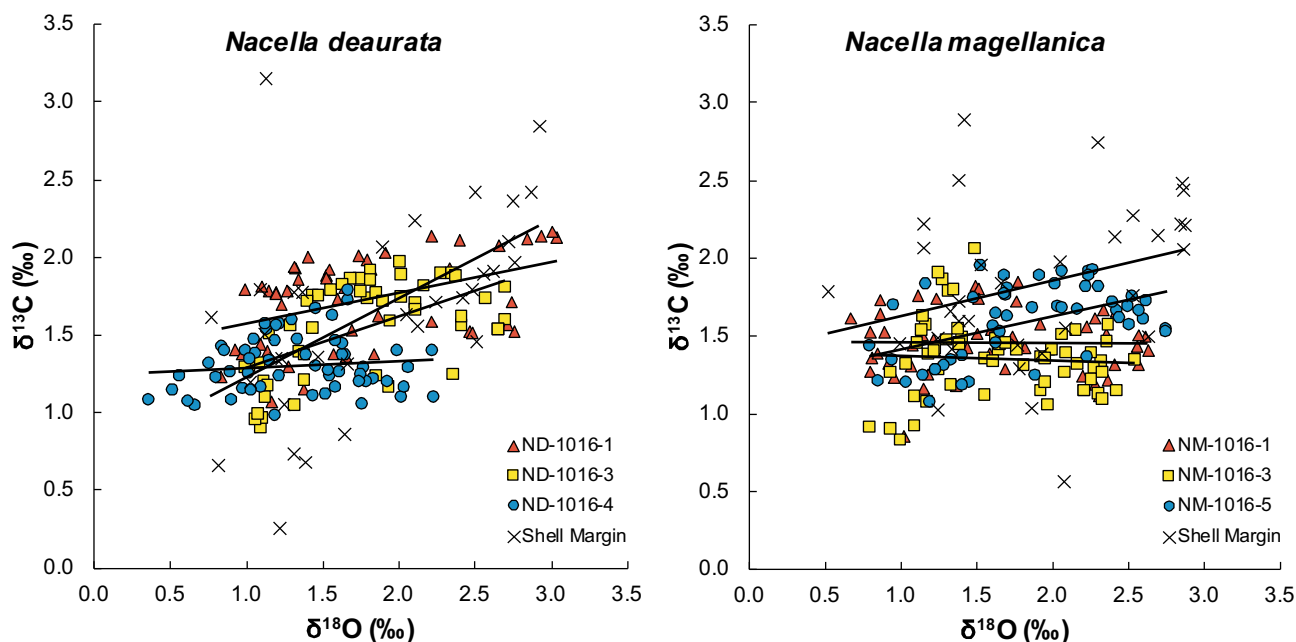 Nacella deaurata
3.5
3.0
2.5
2.0
1.5
1.0
0.5
0.0
δ¹³C (‰)
0.0 0.5 1.0 1.5 2.0 2.5 3.0 3.5
δ¹⁸O (‰)
ND-1016-1
ND-1016-3
ND-1016-4
Shell Margin
Nacella magellanica
3.5
3.0
2.5
2.0
1.5
1.0
0.5
0.0
δ¹³C (‰)
0.0 0.5 1.0 1.5 2.0 2.5 3.0 3.5
δ¹⁸O (‰)
NM-1016-1
NM-1016-3
NM-1016-5
Shell Margin